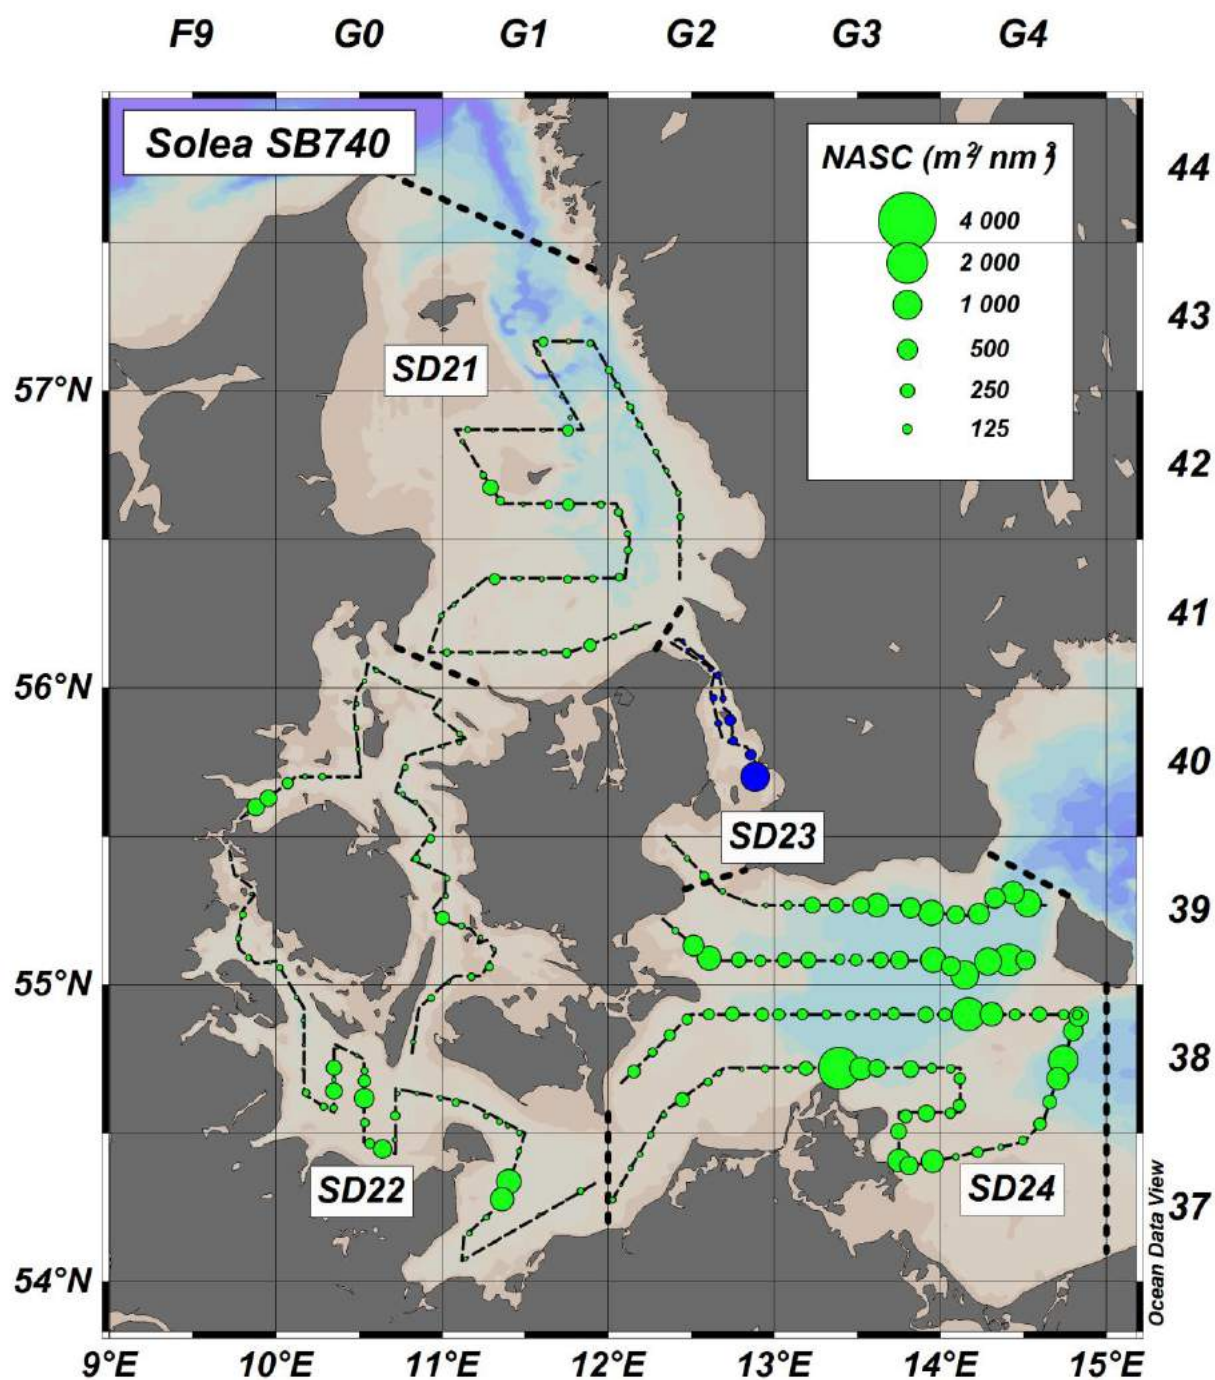 F9 G0 G1 G2 G3 G4
Solea SB740
NASC (m²/ nm²)
4 000
2 000
1 000
500
250
125
44
43
42
41
40
39
38
37
SD21
SD23
SD22
SD24
57°N
56°N
55°N
54°N
9°E 10°E 11°E 12°E 13°E 14°E 15°E
Ocean Data View